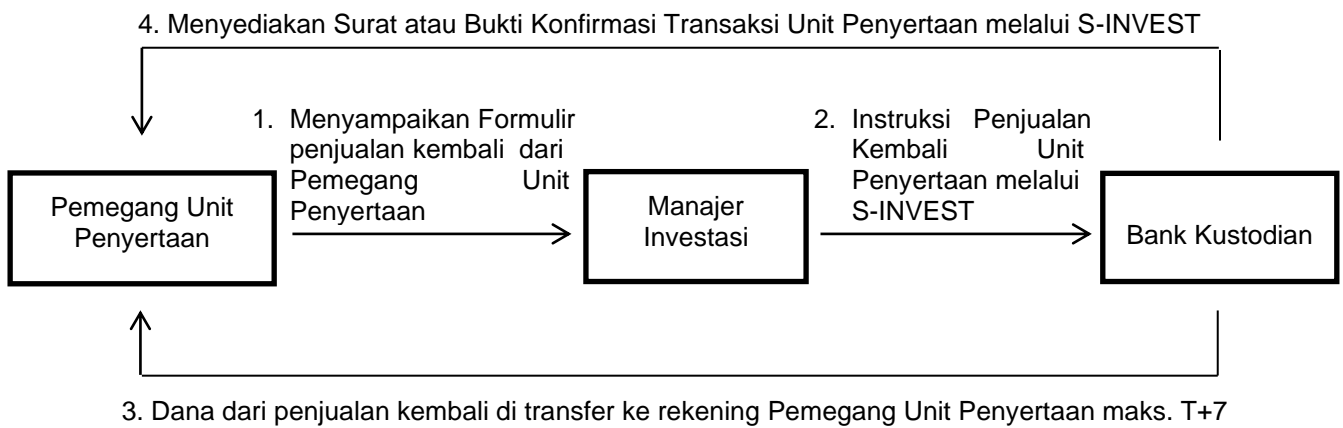 4. Menyediakan Surat atau Bukti Konfirmasi Transaksi Unit Penyertaan melalui S-INVEST
1. Menyampaikan Formulir
penjualan kembali dari
Pemegang Unit
Penyertaan
2. Instruksi Penjualan
Kembali Unit
Penyertaan melalui
S-INVEST
Pemegang Unit
Penyertaan
Manajer
Investasi
Bank Kustodian
3. Dana dari penjualan kembali di transfer ke rekening Pemegang Unit Penyertaan maks. T+7